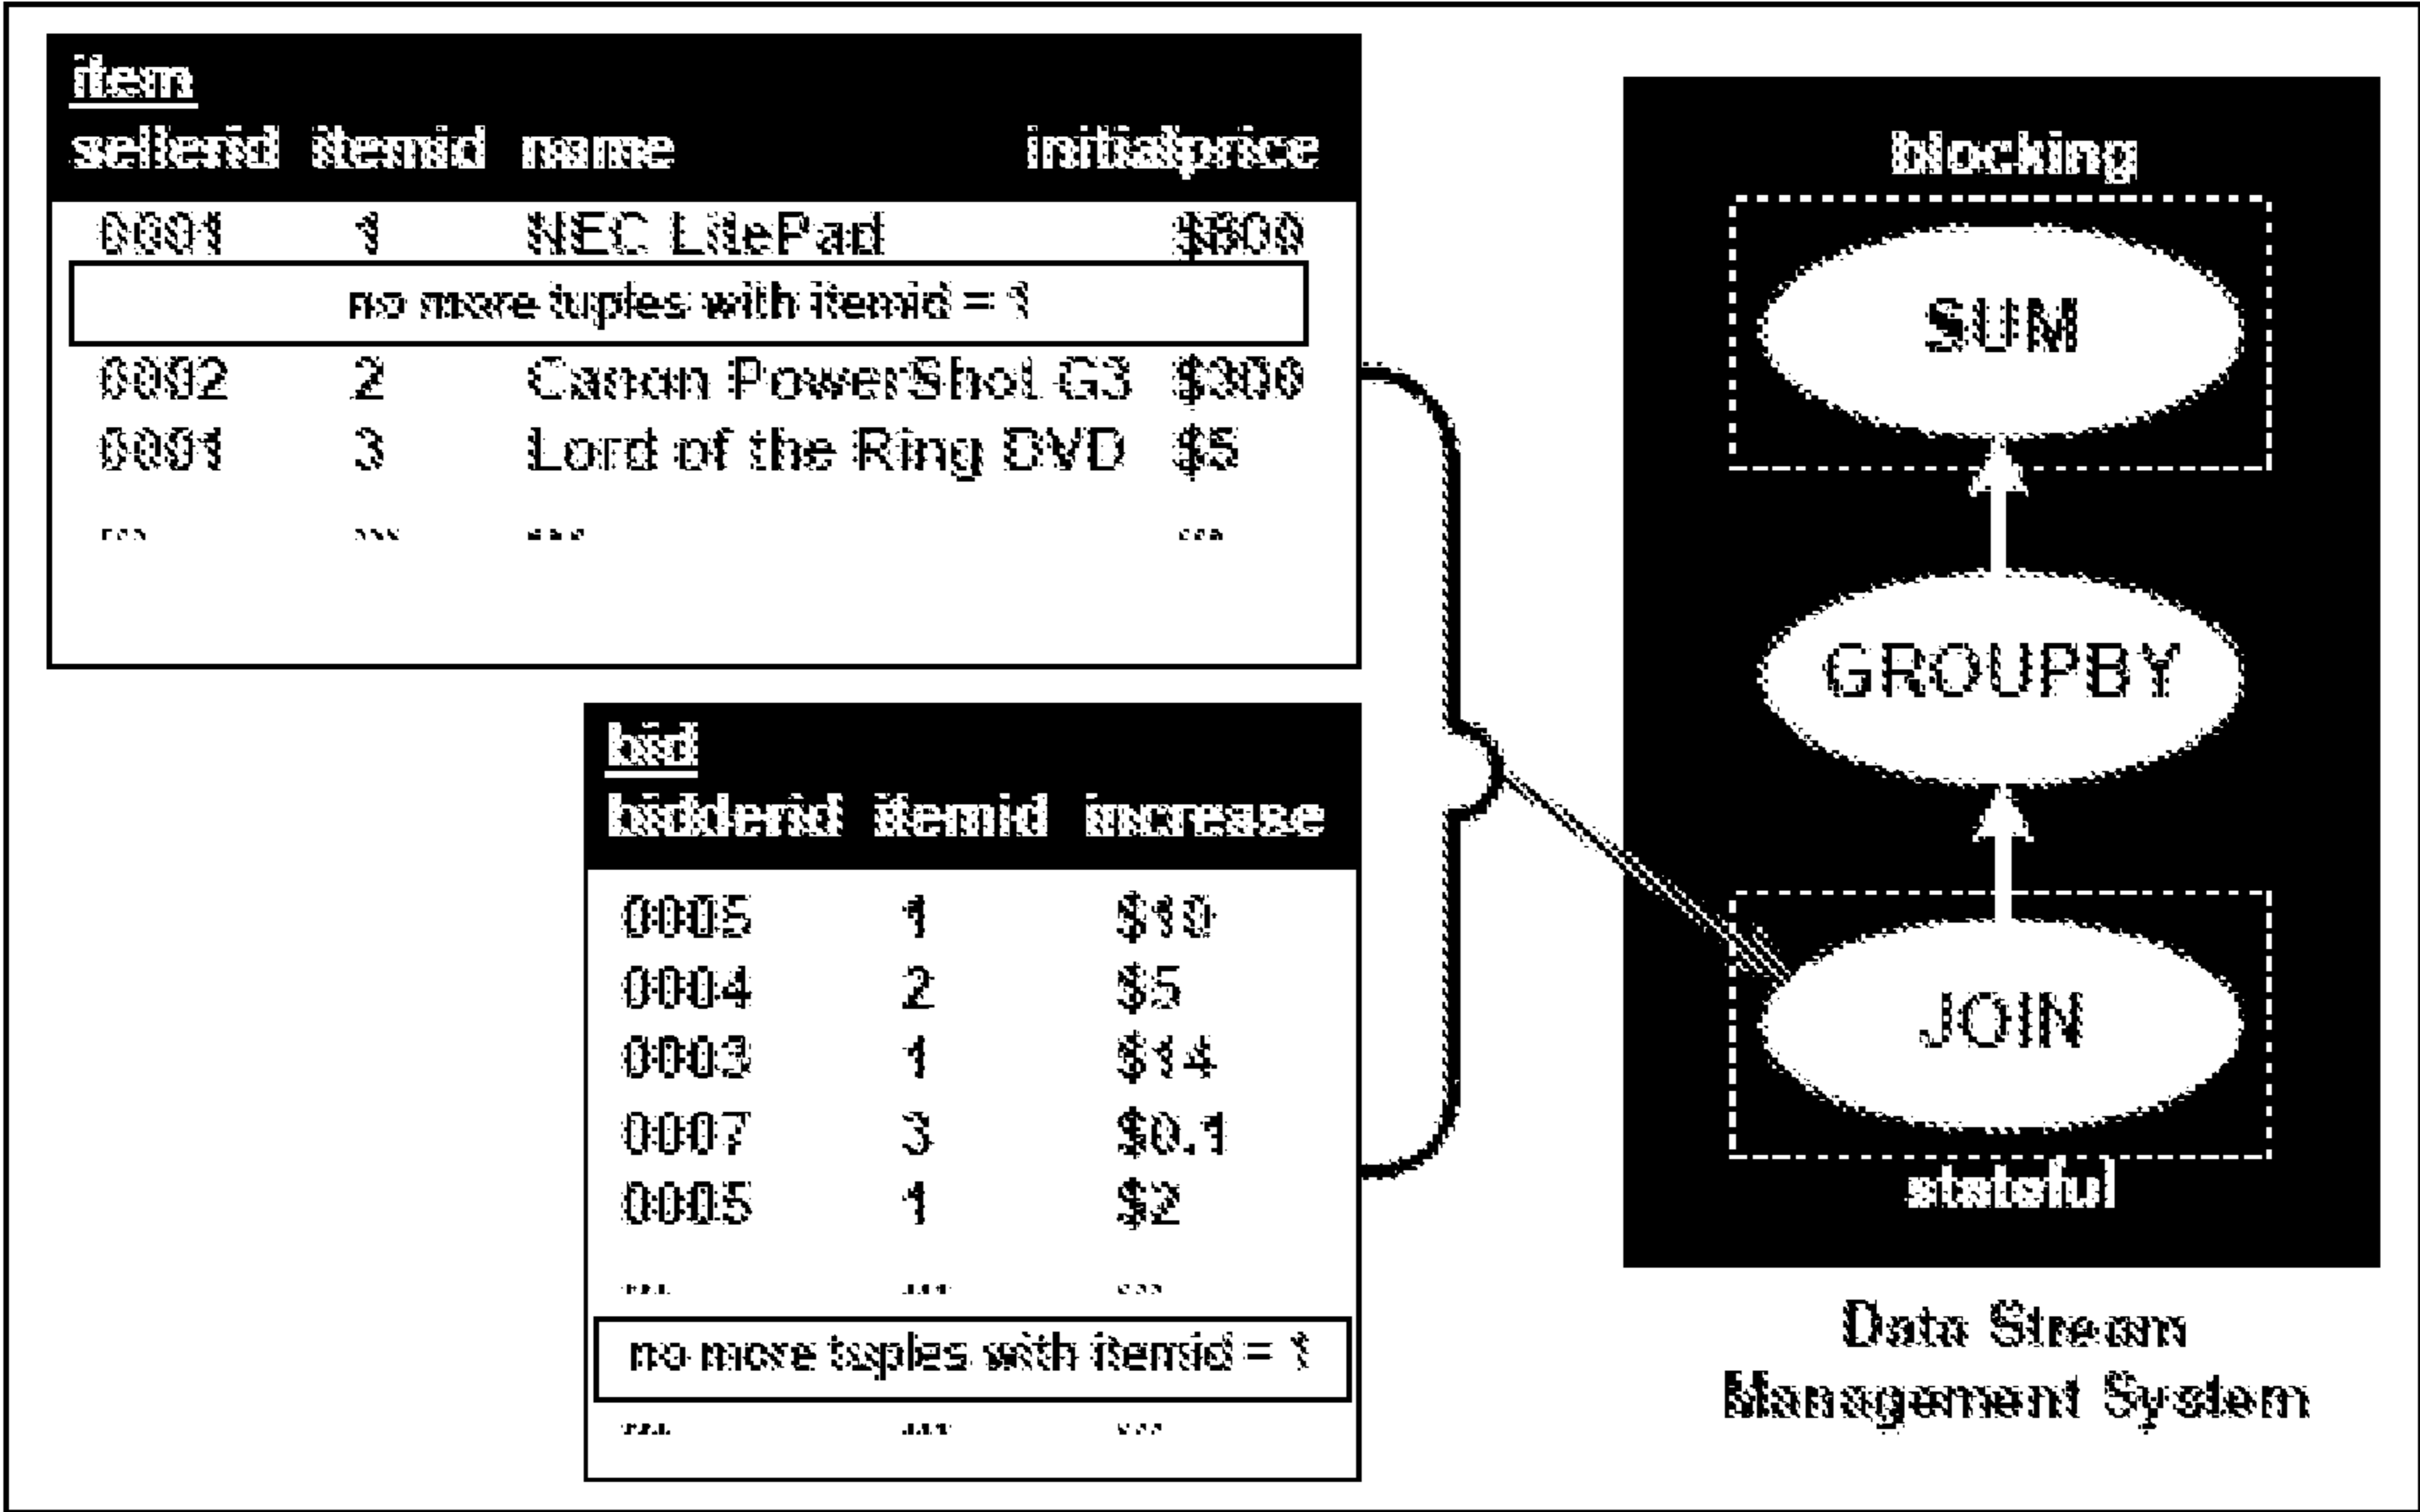 item
sellerid itemid name initialprice
0001 1 NEC LitePad
no more tuples with itemid = 1
0002 2 Canon PowerShot G3 $300
0001 3 Lord of the Ring DVD $5
... ... ... ...
bid
bidderid itemid increase
0005 1 $10
0004 2 $5
0003 1 $14
0007 3 $0.1
0005 1 $2
... ... ...
no more tuples with itemid = 1
... ... ...
blocking
SUM
GROUPBY
JOIN
stateful
Data Stream
Management System